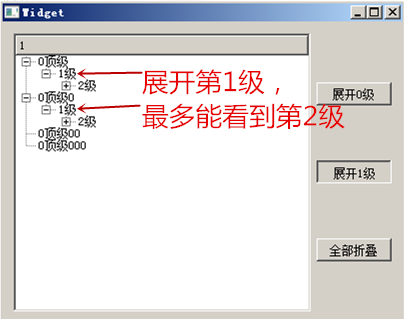 Widget
1
0顶级
1级
2级
0顶级0
1级
2级
0顶级00
0顶级000
展开第1级，
最多能看到第2级
展开0级
展开1级
全部折叠